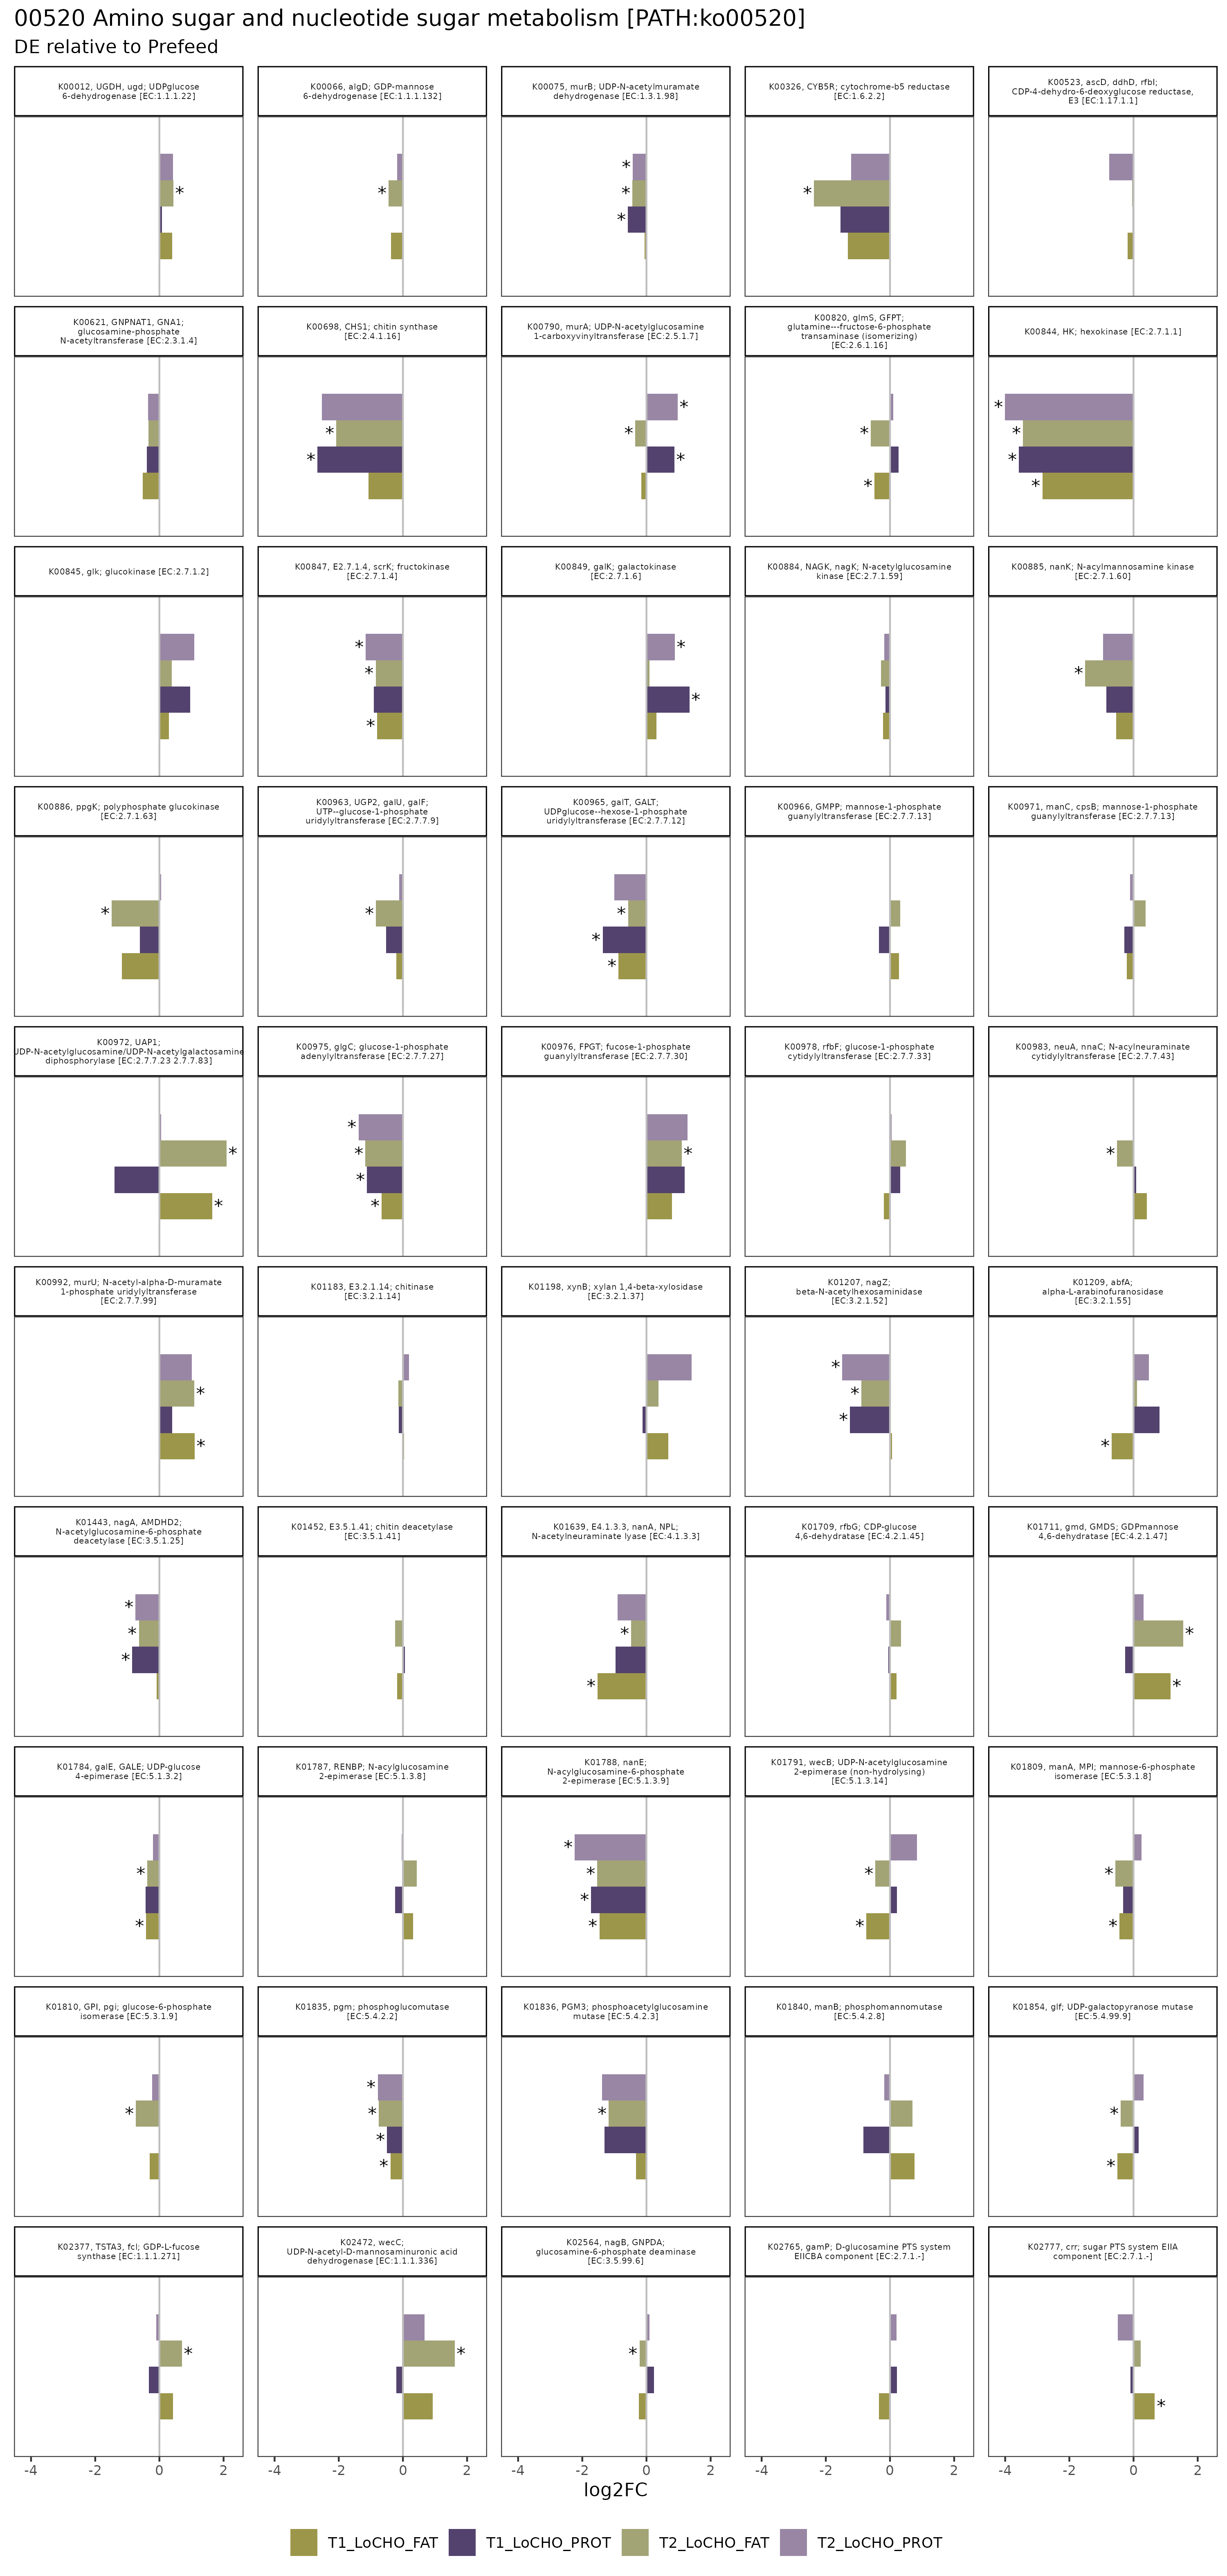 00520 Amino sugar and nucleotide sugar metabolism [PATH:ko00520]
DE relative to Prefeed
K00012, UGDH, ugd; UDPglucose
6-dehydrogenase [EC:1.1.1.22]
K00066, algD; GDP-mannose
6-dehydrogenase [EC:1.1.1.132]
K00075, murB; UDP-N-acetylmuramate
dehydrogenase [EC:1.3.1.98]
K00326, CYB5R; cytochrome-b5 reductase
[EC:1.6.2.2]
K00523, ascD, ddhD, rfbI;
CDP-4-dehydro-6-deoxyglucose reductase,
E3 [EC:1.17.1.1]
*
*
*
*
*
*
K00621, GNPNAT1, GNA1;
glucosamine-phosphate
N-acetyltransferase [EC:2.3.1.4]
K00698, CHS1; chitin synthase
[EC:2.4.1.16]
K00790, murA; UDP-N-acetylglucosamine
1-carboxyvinyltransferase [EC:2.5.1.7]
K00820, glmS, GFPT;
glutamine---fructose-6-phosphate
transaminase (isomerizing)
[EC:2.6.1.16]
K00844, HK; hexokinase [EC:2.7.1.1]
*
*
*
*
*
*
*
*
*
*
*
K00845, glk; glucokinase [EC:2.7.1.2]
K00847, E2.7.1.4, scrK; fructokinase
[EC:2.7.1.4]
K00849, galK; galactokinase
[EC:2.7.1.6]
K00884, NAGK, nagK; N-acetylglucosamine
kinase [EC:2.7.1.59]
K00885, nanK; N-acylmannosamine kinase
[EC:2.7.1.60]
*
*
*
*
*
*
K00886, ppgK; polyphosphate glucokinase
[EC:2.7.1.63]
K00963, UGP2, galU, galF;
UTP--glucose-1-phosphate
uridylyltransferase [EC:2.7.7.9]
K00965, galT, GALT;
UDPglucose--hexose-1-phosphate
uridylyltransferase [EC:2.7.7.12]
K00966, GMPP; mannose-1-phosphate
guanylyltransferase [EC:2.7.7.13]
K00971, manC, cpsB; mannose-1-phosphate
guanylyltransferase [EC:2.7.7.13]
*
*
*
*
*
K00972, UAP1;
UDP-N-acetylglucosamine/UDP-N-acetylgalactosamine
diphosphorylase [EC:2.7.7.23 2.7.7.83]
K00975, glgC; glucose-1-phosphate
adenylyltransferase [EC:2.7.7.27]
K00976, FPGT; fucose-1-phosphate
guanylyltransferase [EC:2.7.7.30]
K00978, rfbF; glucose-1-phosphate
cytidylyltransferase [EC:2.7.7.33]
K00983, neuA, nnaC; N-acylneuraminate
cytidylyltransferase [EC:2.7.7.43]
*
*
*
*
*
*
*
*
K00992, murU; N-acetyl-alpha-D-muramate
1-phosphate uridylyltransferase
[EC:2.7.7.99]
K01183, E3.2.1.14; chitinase
[EC:3.2.1.14]
K01198, xynB; xylan 1,4-beta-xylosidase
[EC:3.2.1.37]
K01207, nagZ;
beta-N-acetylhexosaminidase
[EC:3.2.1.52]
K01209, abfA;
alpha-L-arabinofuranosidase
[EC:3.2.1.55]
*
*
*
*
*
*
K01443, nagA, AMDHD2;
N-acetylglucosamine-6-phosphate
deacetylase [EC:3.5.1.25]
K01452, E3.5.1.41; chitin deacetylase
[EC:3.5.1.41]
K01639, E4.1.3.3, nanA, NPL;
N-acetylneuraminate lyase [EC:4.1.3.3]
K01709, rfbG; CDP-glucose
4,6-dehydratase [EC:4.2.1.45]
K01711, gmd, GMDS; GDPmannose
4,6-dehydratase [EC:4.2.1.47]
*
*
*
*
*
*
*
K01784, galE, GALE; UDP-glucose
4-epimerase [EC:5.1.3.2]
K01787, RENBP; N-acylglucosamine
2-epimerase [EC:5.1.3.8]
K01788, nanE;
N-acylglucosamine-6-phosphate
2-epimerase [EC:5.1.3.9]
K01791, wecB; UDP-N-acetylglucosamine
2-epimerase (non-hydrolysing)
[EC:5.1.3.14]
K01809, manA, MPI; mannose-6-phosphate
isomerase [EC:5.3.1.8]
*
*
*
*
*
*
*
*
*
*
K01810, GPI, pgi; glucose-6-phosphate
isomerase [EC:5.3.1.9]
K01835, pgm; phosphoglucomutase
[EC:5.4.2.2]
K01836, PGM3; phosphoacetylglucosamine
mutase [EC:5.4.2.3]
K01840, manB; phosphomannomutase
[EC:5.4.2.8]
K01854, glf; UDP-galactopyranose mutase
[EC:5.4.99.9]
*
*
*
*
*
*
*
*
K02377, TSTA3, fcl; GDP-L-fucose
synthase [EC:1.1.1.271]
K02472, wecC;
UDP-N-acetyl-D-mannosaminuronic acid
dehydrogenase [EC:1.1.1.336]
K02564, nagB, GNPDA;
glucosamine-6-phosphate deaminase
[EC:3.5.99.6]
K02765, gamP; D-glucosamine PTS system
EIICBA component [EC:2.7.1.-]
K02777, crr; sugar PTS system EIIA
component [EC:2.7.1.-]
*
*
*
*
-4 -2 0 2 -4 -2 0 2 -4 -2 0 2 -4 -2 0 2 -4 -2 0 2
log2FC
T1_LoCHO_FAT T1_LoCHO_PROT T2_LoCHO_FAT T2_LoCHO_PROT